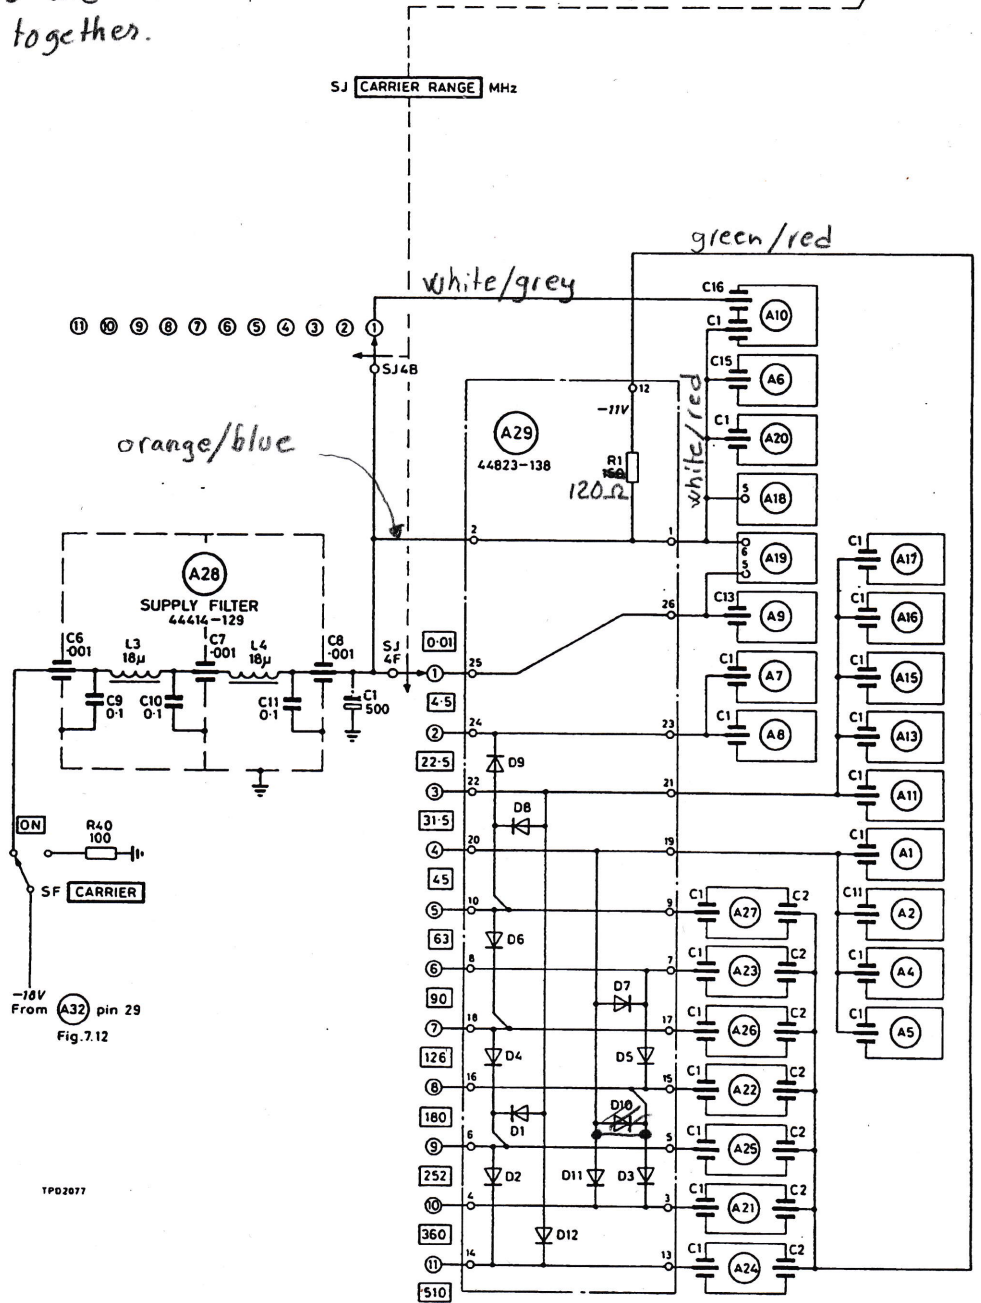 together.
SJ CARRIER RANGE MHz
green/red
white/grey
C16
A10
C1
11 10 9 8 7 6 5 4 3 2 1
SJ4B
C15
A6
12
-11V
white/red
A29
44823-138
C1
A20
orange/blue
R1
150
120Ω
5
A18
2
1
6
5
A19
C1
A17
A28
SUPPLY FILTER
44414-129
26
C13
A9
C1
A16
C6
·001
L3
18µ
C7
·001
L4
18µ
C8
·001
SJ
4F
0·01
1
25
C1
A7
C1
A15
C9
0·1
C10
0·1
C11
0·1
C1
500
4·5
2
24
23
C1
A8
C1
A13
22·5
D9
3
22
21
C1
A11
D8
31·5
ON
R40
100
4
20
19
C1
A1
SF CARRIER
45
5
10
9
C1
A27
C2
C11
A2
63
D6
6
8
7
C1
A23
C2
C1
A4
D7
90
-18V
From A32 pin 29
Fig.7.12
7
18
17
C1
A26
C2
C1
A5
126
D4
D5
8
16
15
C1
A22
C2
180
D1
D10
9
6
5
C1
A25
C2
252
D2
D11
D3
TPD2077
10
4
3
C1
A21
C2
360
D12
11
14
13
C1
A24
C2
510